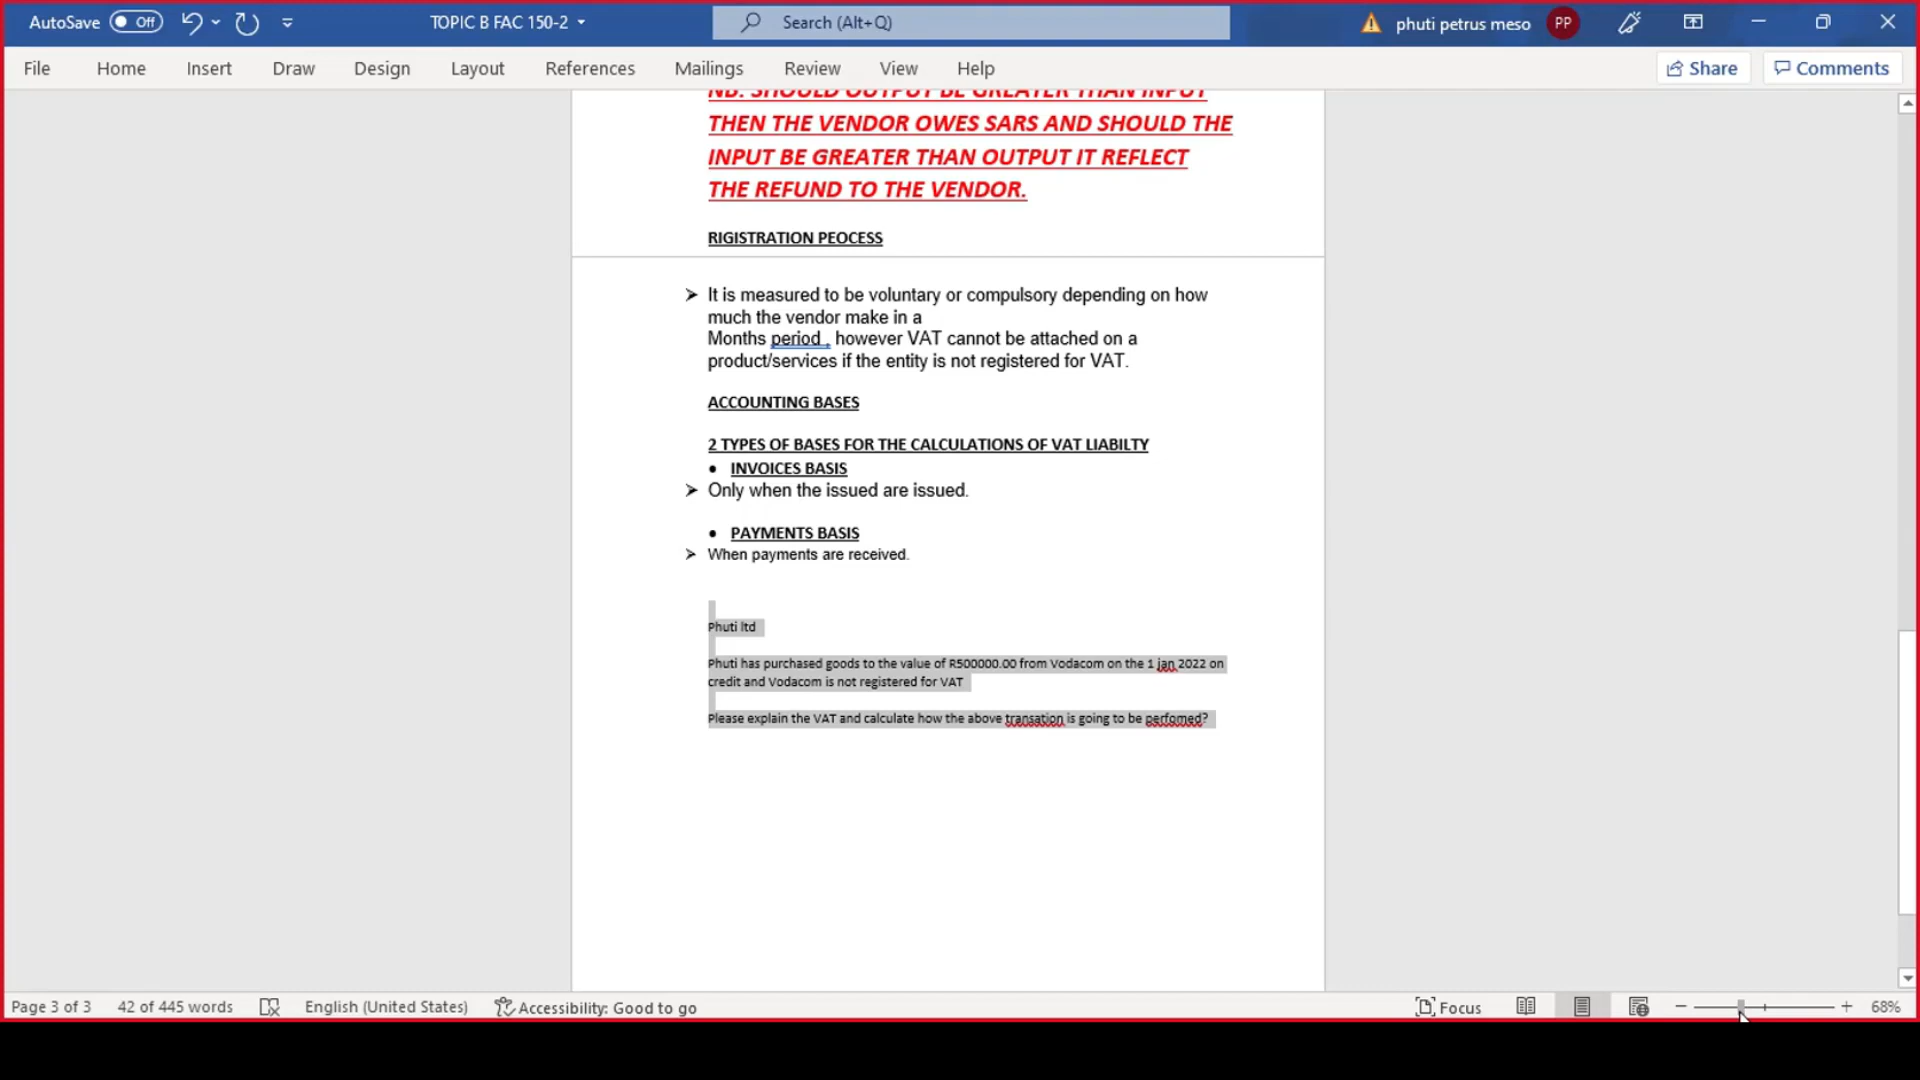 AutoSave Off TOPIC B FAC 150-2 Search (Alt+Q) phuti petrus meso PP
File Home Insert Draw Design Layout References Mailings Review View Help Share Comments
NB: SHOULD OUTPUT BE GREATER THAN INPUT
THEN THE VENDOR OWES SARS AND SHOULD THE
INPUT BE GREATER THAN OUTPUT IT REFLECT
THE REFUND TO THE VENDOR.
RIGISTRATION PEOCESS
➤ It is measured to be voluntary or compulsory depending on how
much the vendor make in a
Months period , however VAT cannot be attached on a
product/services if the entity is not registered for VAT.
ACCOUNTING BASES
2 TYPES OF BASES FOR THE CALCULATIONS OF VAT LIABILTY
• INVOICES BASIS
➤ Only when the issued are issued.
• PAYMENTS BASIS
➤ When payments are received.
Phuti ltd
Phuti has purchased goods to the value of R500000.00 from Vodacom on the 1 jan 2022 on
credit and Vodacom is not registered for VAT
Please explain the VAT and calculate how the above transation is going to be perfomed?
Page 3 of 3 42 of 445 words English (United States) Accessibility: Good to go Focus 68%